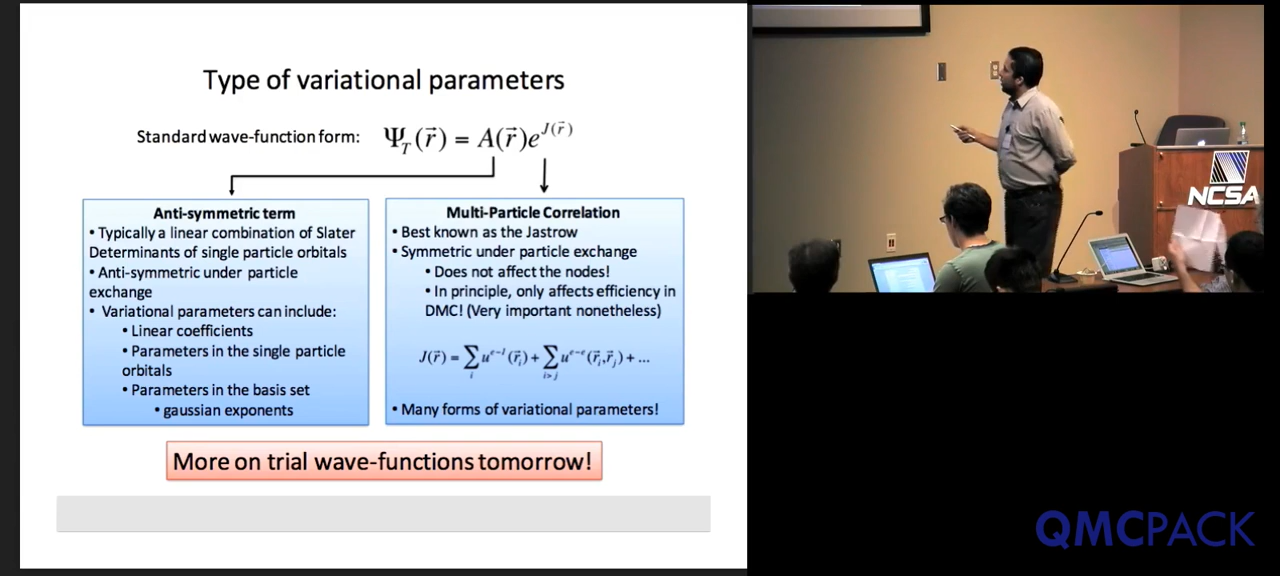 Type of variational parameters
Standard wave-function form: Ψ_T(r⃗) = A(r⃗)e^{J(r⃗)}
Anti-symmetric term
• Typically a linear combination of Slater
Determinants of single particle orbitals
• Anti-symmetric under particle
exchange
• Variational parameters can include:
• Linear coefficients
• Parameters in the single particle
orbitals
• Parameters in the basis set
• gaussian exponents
Multi-Particle Correlation
• Best known as the Jastrow
• Symmetric under particle exchange
• Does not affect the nodes!
• In principle, only affects efficiency in
DMC! (Very important nonetheless)
J(r⃗) = ∑_i u^{e-I}(r⃗_i) + ∑_{i>j} u^{e-e}(r⃗_i, r⃗_j) + ...
• Many forms of variational parameters!
More on trial wave-functions tomorrow!
NCSA
QMCPACK